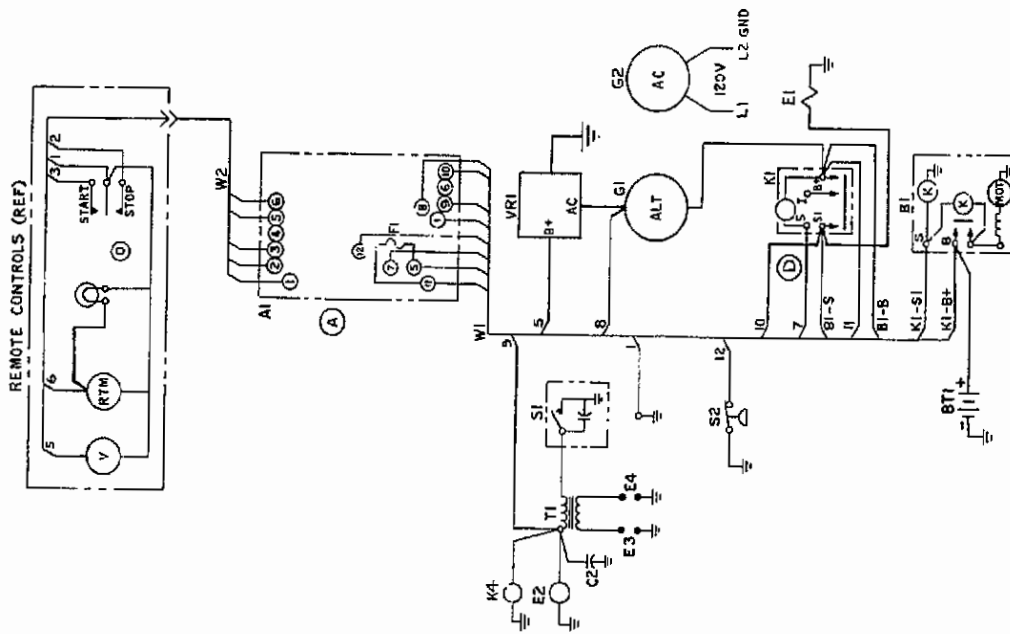 REMOTE CONTROLS (REF)
5
6
3
1
2
V
RTM
START
STOP
D
W2
A1
A
1
2
3
4
5
6
12
F1
7
5
11
1
9
6
10
8
W1
9
5
8
1
12
10
7
B1-S
11
B1-B
K1-S1
K1-B+
VR1
B+
AC
G1
ALT
G2
AC
120V
L1
L2 GND
E1
K1
S
T
B+
S1
D
B1
S
K
K
B
MOT
BT1
+
-
S1
S2
T1
E4
E3
C2
K4
E2